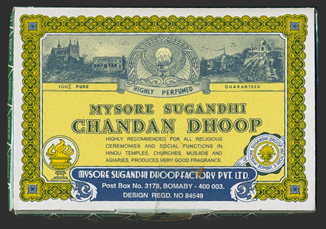 100% PURE
HIGHLY PERFUMED
GUARANTEED
MYSORE SUGANDHI
CHANDAN DHOOP
HIGHLY RECOMMENDED FOR ALL RELIGIOUS
CEREMONIES AND SOCIAL FUNCTIONS IN
HINDU TEMPLES, CHURCHES, MUSJIDS AND
AGIARIES, PRODUCES VERY GOOD FRAGRANCE.
MYSORE SUGANDHI DHOOP FACTORY PVT. LTD.
Post Box No. 3178, BOMABY - 400 003.
DESIGN REGD. NO 84549